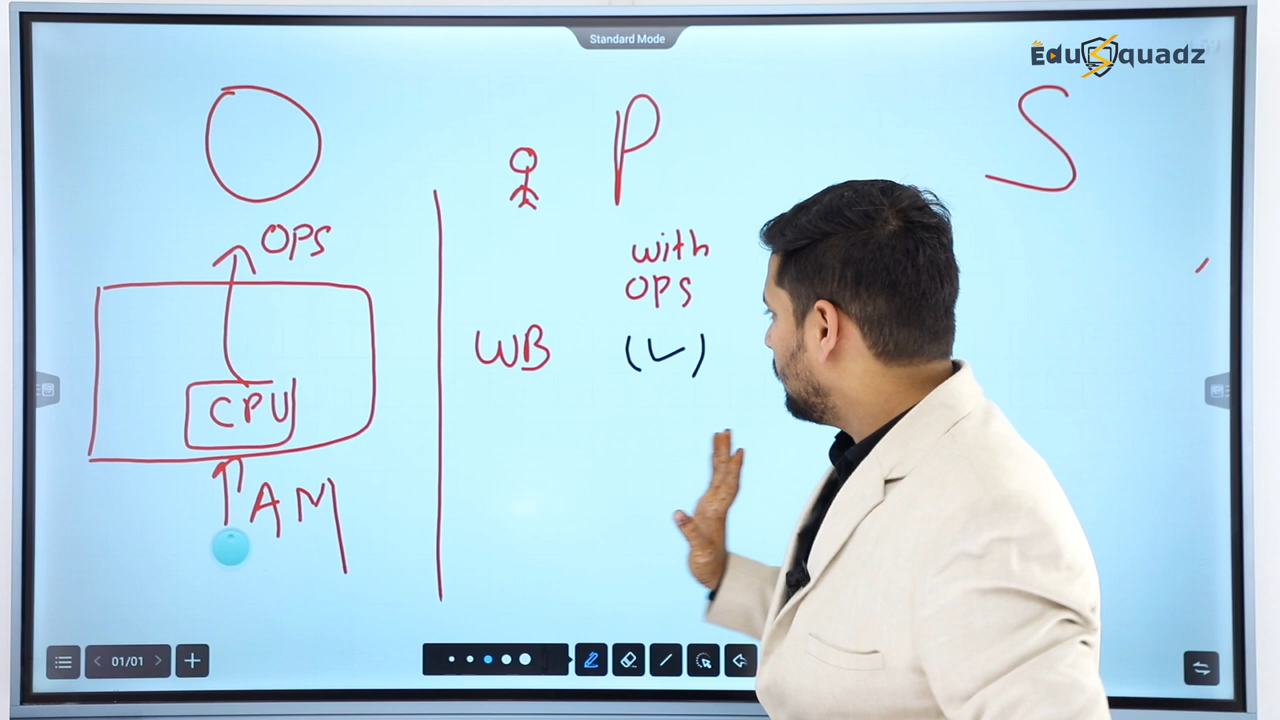 Standard Mode
EduSquadz
O
P
S
OPS
with
OPS
WB
(✓)
CPU
AM
01/01